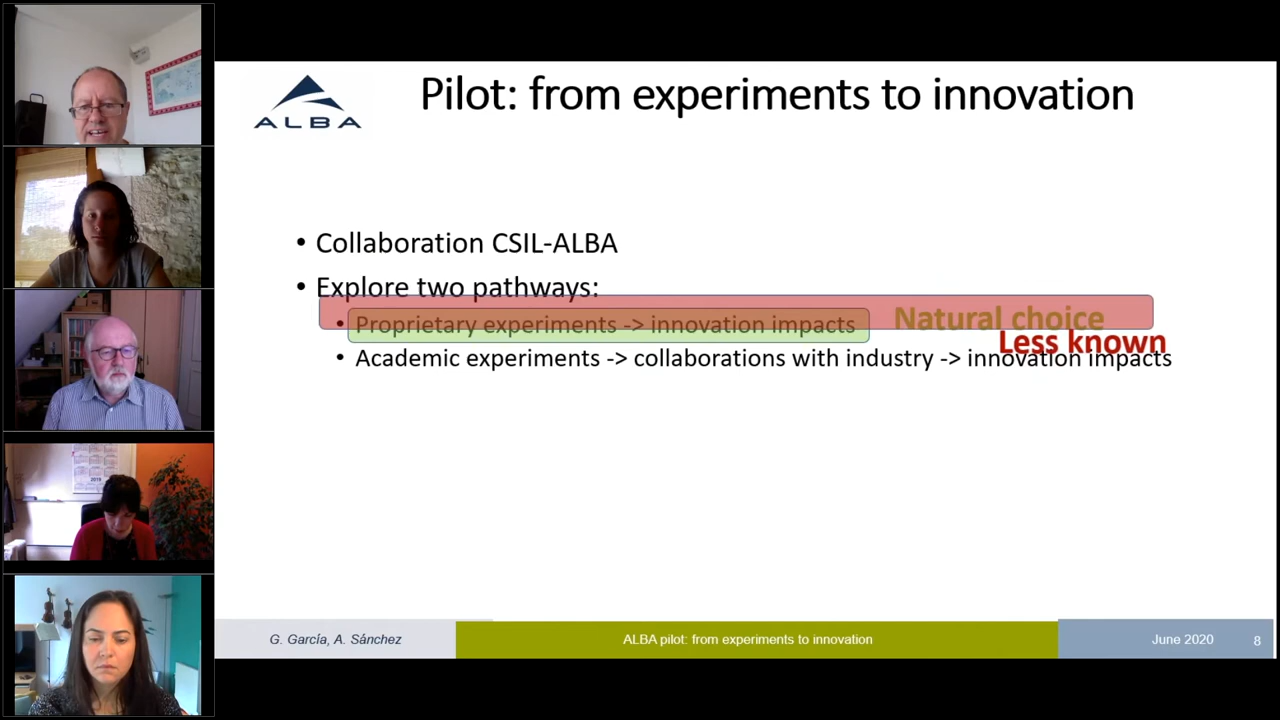 ALBA
Pilot: from experiments to innovation
• Collaboration CSIL-ALBA
• Explore two pathways:
• Proprietary experiments -> innovation impacts
Natural choice
Less known
• Academic experiments -> collaborations with industry -> innovation impacts
G. García, A. Sánchez
ALBA pilot: from experiments to innovation
June 2020
8
2019